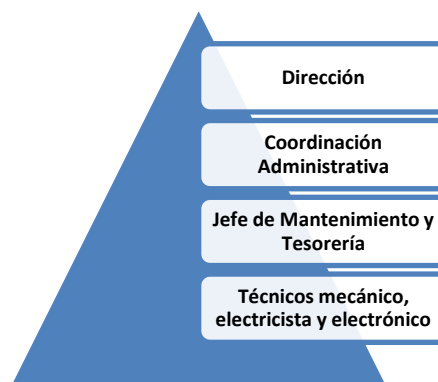 Dirección
Coordinación
Administrativa
Jefe de Mantenimiento y
Tesorería
Técnicos mecánico,
electricista y electrónico